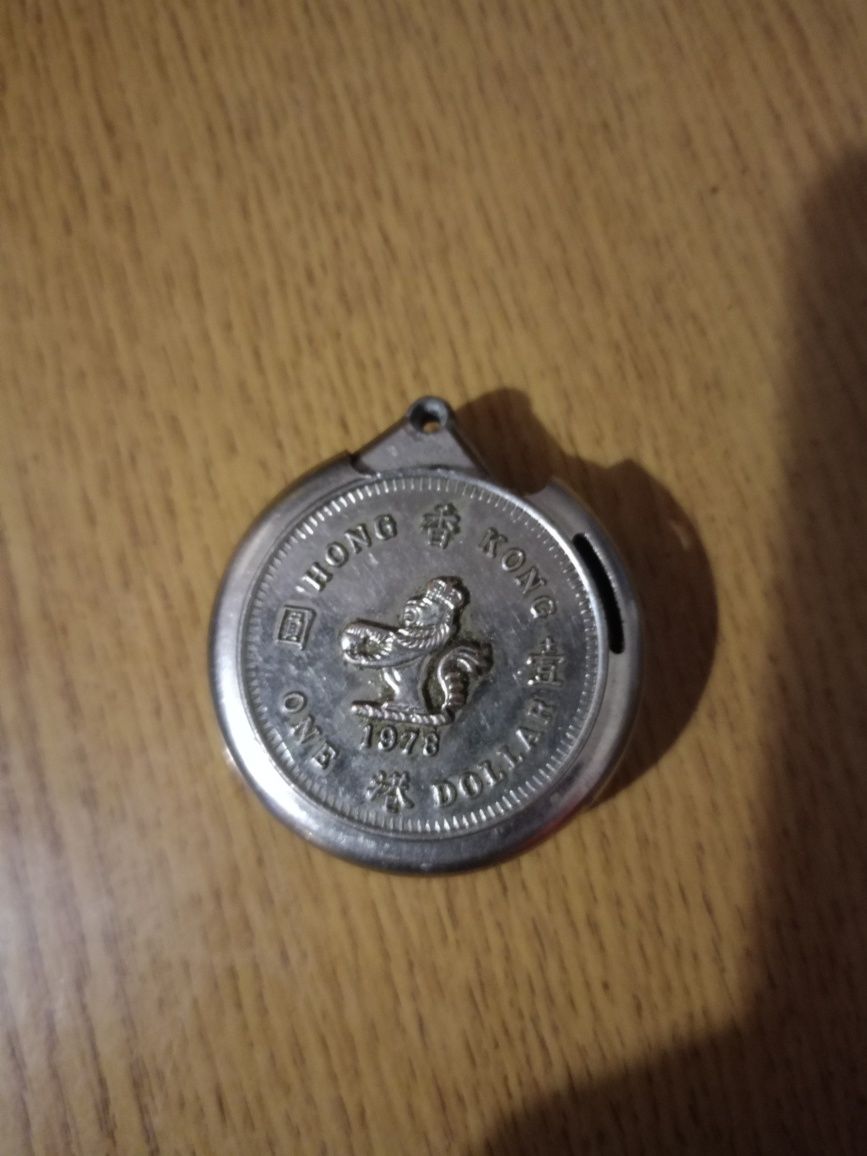 HONG 香 KONG
圓 壹
1978
ONE 港 DOLLAR